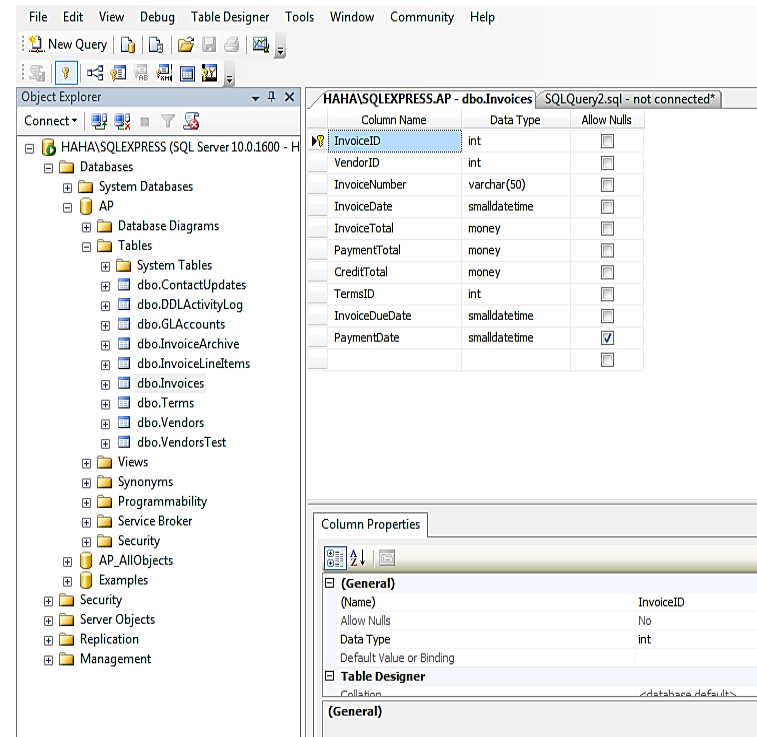 File Edit View Debug Table Designer Tools Window Community Help
New Query
Object Explorer
Connect
HAHA\SQLEXPRESS (SQL Server 10.0.1600 - H
Databases
System Databases
AP
Database Diagrams
Tables
System Tables
dbo.ContactUpdates
dbo.DDLActivityLog
dbo.GLAccounts
dbo.InvoiceArchive
dbo.InvoiceLineItems
dbo.Invoices
dbo.Terms
dbo.Vendors
dbo.VendorsTest
Views
Synonyms
Programmability
Service Broker
Security
AP_AllObjects
Examples
Security
Server Objects
Replication
Management
HAHA\SQLEXPRESS.AP - dbo.Invoices SQLQuery2.sql - not connected*
Column Name Data Type Allow Nulls
InvoiceID int
VendorID int
InvoiceNumber varchar(50)
InvoiceDate smalldatetime
InvoiceTotal money
PaymentTotal money
CreditTotal money
TermsID int
InvoiceDueDate smalldatetime
PaymentDate smalldatetime
Column Properties
(General)
(Name) InvoiceID
Allow Nulls No
Data Type int
Default Value or Binding
Table Designer
Collation <database default>
(General)